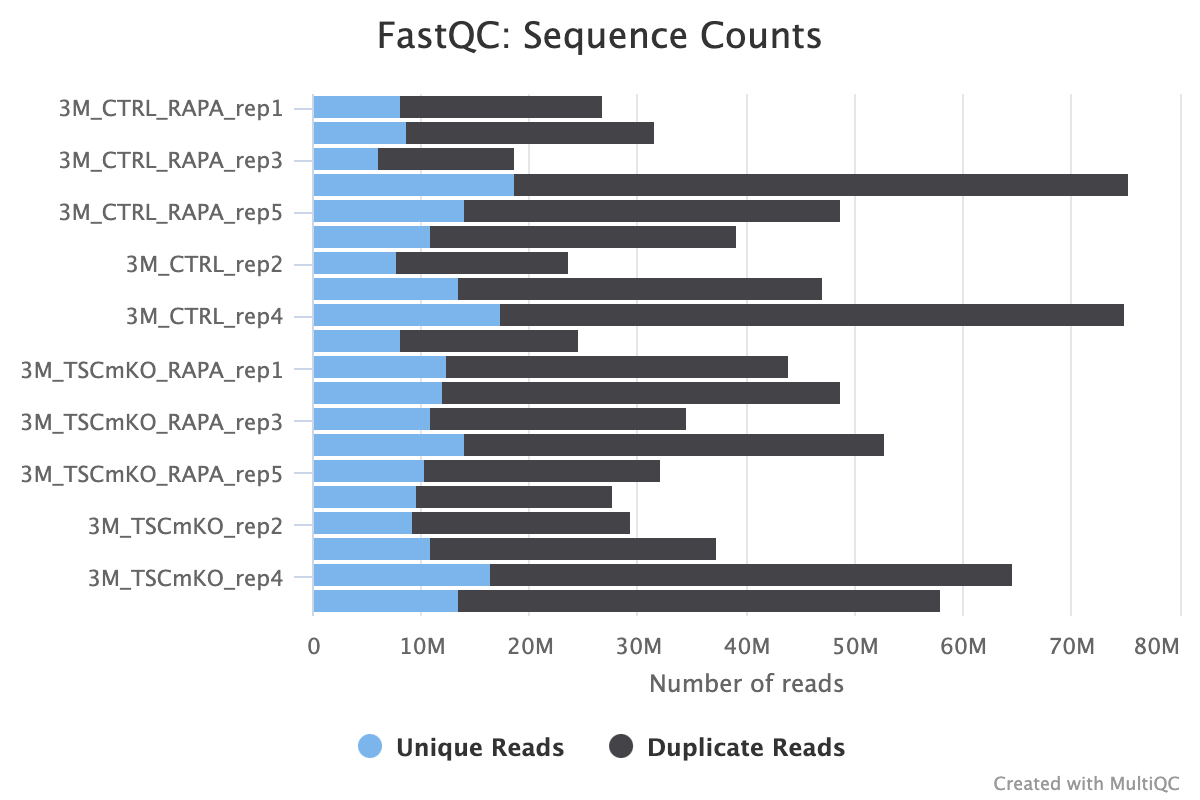 FastQC: Sequence Counts
3M_CTRL_RAPA_rep1
3M_CTRL_RAPA_rep3
3M_CTRL_RAPA_rep5
3M_CTRL_rep2
3M_CTRL_rep4
3M_TSCmKO_RAPA_rep1
3M_TSCmKO_RAPA_rep3
3M_TSCmKO_RAPA_rep5
3M_TSCmKO_rep2
3M_TSCmKO_rep4
0 10M 20M 30M 40M 50M 60M 70M 80M
Number of reads
Unique Reads Duplicate Reads
Created with MultiQC